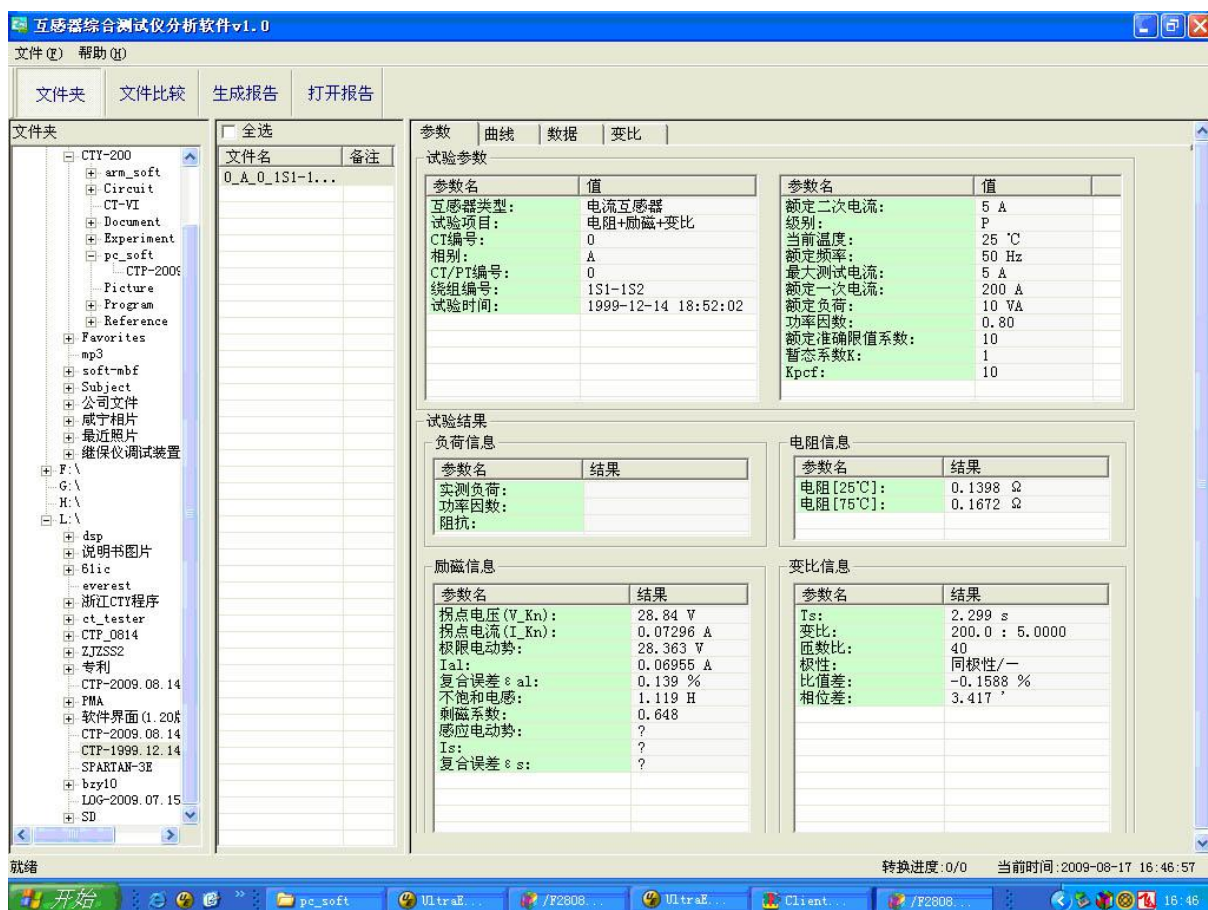 互感器综合测试仪分析软件v1.0
文件(F) 帮助(H)
文件夹 文件比较 生成报告 打开报告
文件夹
CTY-200
arm_soft
Circuit
CT-VI
Document
Experiment
pc_soft
CTP-2009
Picture
Program
Reference
Favorites
mp3
soft-mbf
Subject
公司文件
咸宁相片
最近照片
继保仪调试装置
F:\
G:\
H:\
L:\
dsp
说明书图片
61ic
everest
浙江CTY程序
ct_tester
CTP_0814
ZJZSS2
专利
CTP-2009.08.14
PMA
软件界面(1.20
CTP-2009.08.14
CTP-1999.12.14
SPARTAN-3E
bzy10
LOG-2009.07.15
SD
全选
文件名 备注
0_A_0_1S1-1...
参数 曲线 数据 变比
试验参数
参数名 值
互感器类型: 电流互感器
试验项目: 电阻+励磁+变比
CT编号: 0
相别: A
CT/PT编号: 0
绕组编号: 1S1-1S2
试验时间: 1999-12-14 18:52:02
参数名 值
额定二次电流: 5 A
级别: P
当前温度: 25 ℃
额定频率: 50 Hz
最大测试电流: 5 A
额定一次电流: 200 A
额定负荷: 10 VA
功率因数: 0.80
额定准确限值系数: 10
暂态系数K: 1
Kpcf: 10
试验结果
负荷信息
参数名 结果
实测负荷:
功率因数:
阻抗:
电阻信息
参数名 结果
电阻[25℃]: 0.1398 Ω
电阻[75℃]: 0.1672 Ω
励磁信息
参数名 结果
拐点电压(V_Kn): 28.84 V
拐点电流(I_Kn): 0.07296 A
极限电动势: 28.363 V
Ial: 0.06955 A
复合误差εal: 0.139 %
不饱和电感: 1.119 H
剩磁系数: 0.648
感应电动势: ?
Is: ?
复合误差εs: ?
变比信息
参数名 结果
Ts: 2.299 s
变比: 200.0 : 5.0000
匝数比: 40
极性: 同极性/—
比值差: -0.1588 %
相位差: 3.417 '
就绪 转换进度:0/0 当前时间:2009-08-17 16:46:57
开始 pc_soft UltraE... /F2808... UltraE... Client... /F2808... 16:46